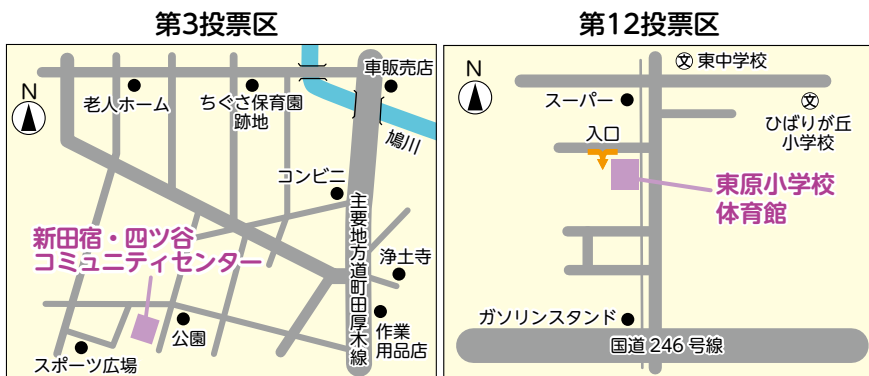 第3投票区
N
老人ホーム
ちぐさ保育園
跡地
車販売店
鳩川
コンビニ
主要地方道町田厚木線
新田宿・四ツ谷
コミュニティセンター
浄土寺
公園
作業
用品店
スポーツ広場
第12投票区
N
文 東中学校
スーパー
文
ひばりが丘
小学校
入口
東原小学校
体育館
ガソリンスタンド
国道246号線